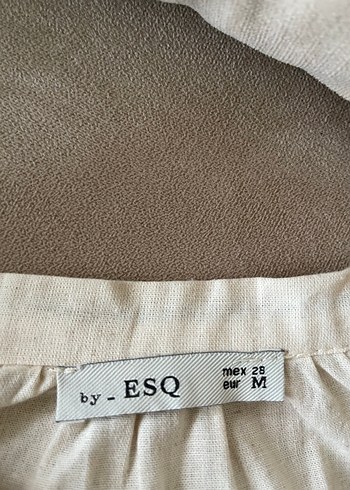 by _ ESQ
mex 28
eur M